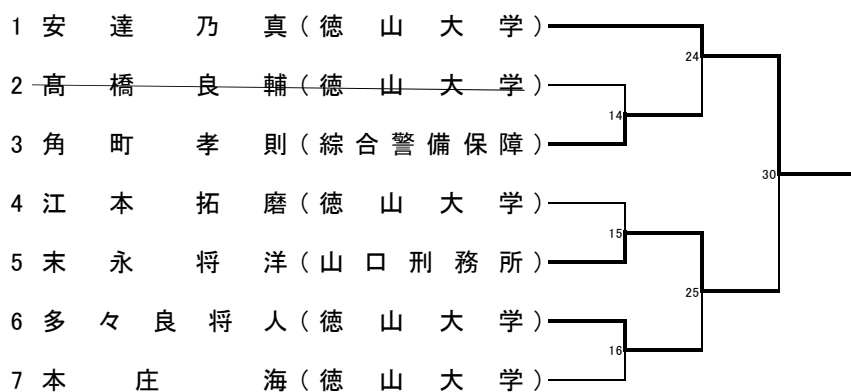 1 安達乃真(徳山大学)
24
2 髙橋良輔(徳山大学)
14
3 角町孝則(綜合警備保障)
30
4 江本拓磨(徳山大学)
15
5 末永将洋(山口刑務所)
25
6 多々良将人(徳山大学)
16
7 本庄海(徳山大学)